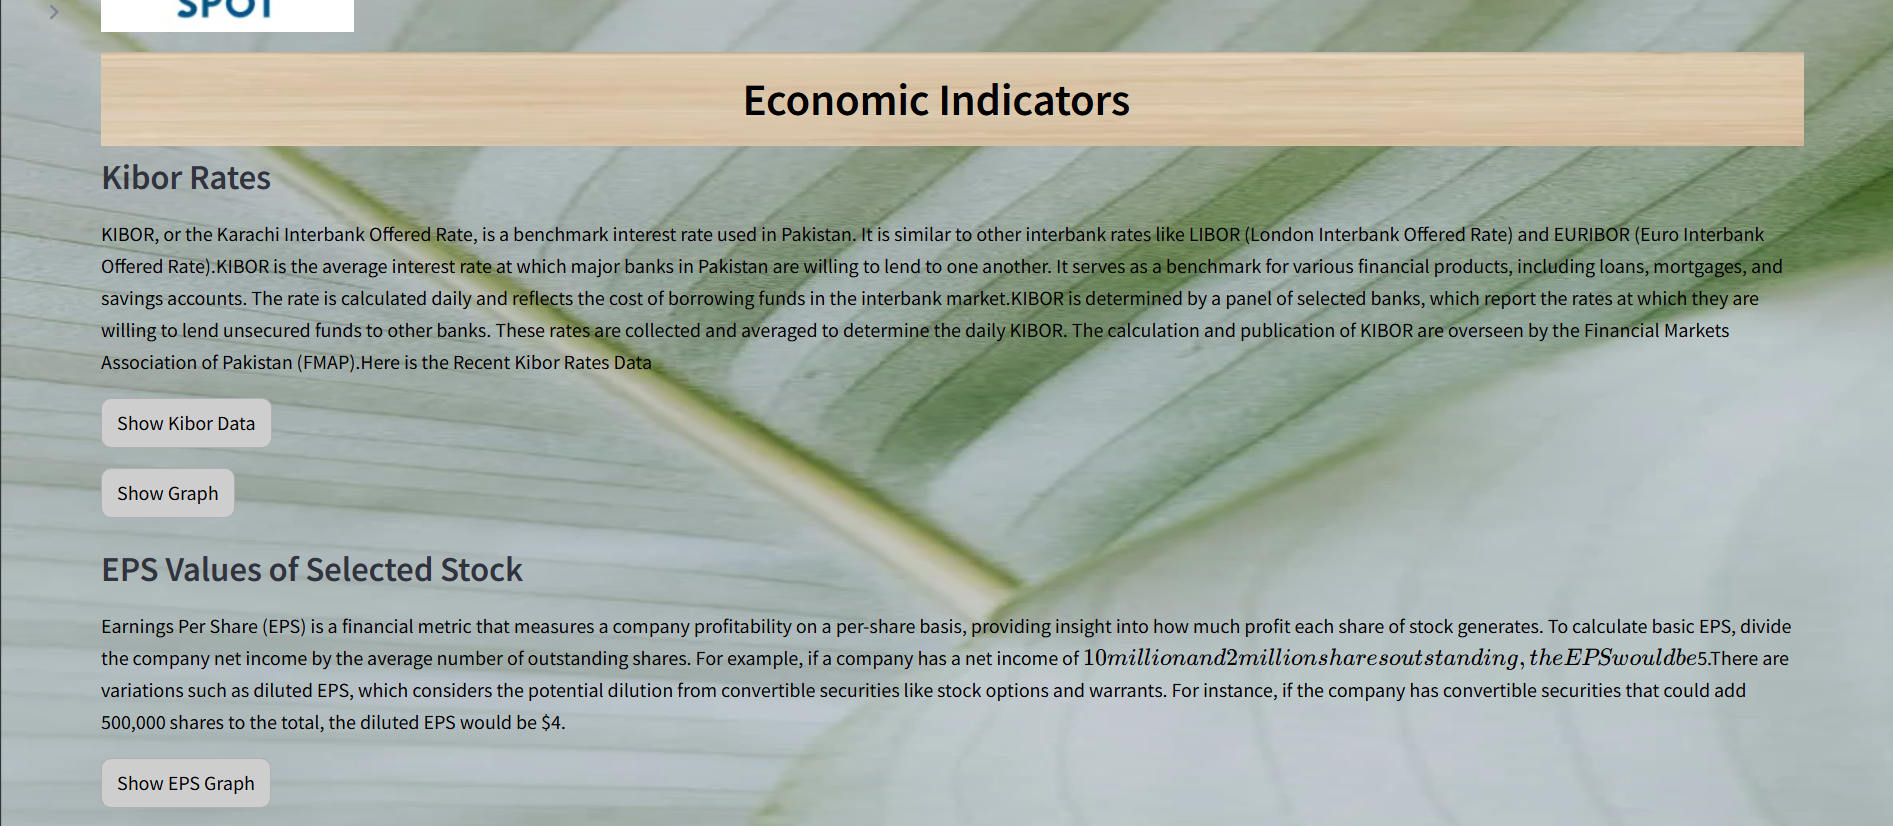 SPOT
Economic Indicators
Kibor Rates
KIBOR, or the Karachi Interbank Offered Rate, is a benchmark interest rate used in Pakistan. It is similar to other interbank rates like LIBOR (London Interbank Offered Rate) and EURIBOR (Euro Interbank
Offered Rate).KIBOR is the average interest rate at which major banks in Pakistan are willing to lend to one another. It serves as a benchmark for various financial products, including loans, mortgages, and
savings accounts. The rate is calculated daily and reflects the cost of borrowing funds in the interbank market.KIBOR is determined by a panel of selected banks, which report the rates at which they are
willing to lend unsecured funds to other banks. These rates are collected and averaged to determine the daily KIBOR. The calculation and publication of KIBOR are overseen by the Financial Markets
Association of Pakistan (FMAP).Here is the Recent Kibor Rates Data
Show Kibor Data
Show Graph
EPS Values of Selected Stock
Earnings Per Share (EPS) is a financial metric that measures a company profitability on a per-share basis, providing insight into how much profit each share of stock generates. To calculate basic EPS, divide
the company net income by the average number of outstanding shares. For example, if a company has a net income of 10millionand2millionsharesoutstanding,theEPSwouldbe5.There are
variations such as diluted EPS, which considers the potential dilution from convertible securities like stock options and warrants. For instance, if the company has convertible securities that could add
500,000 shares to the total, the diluted EPS would be $4.
Show EPS Graph